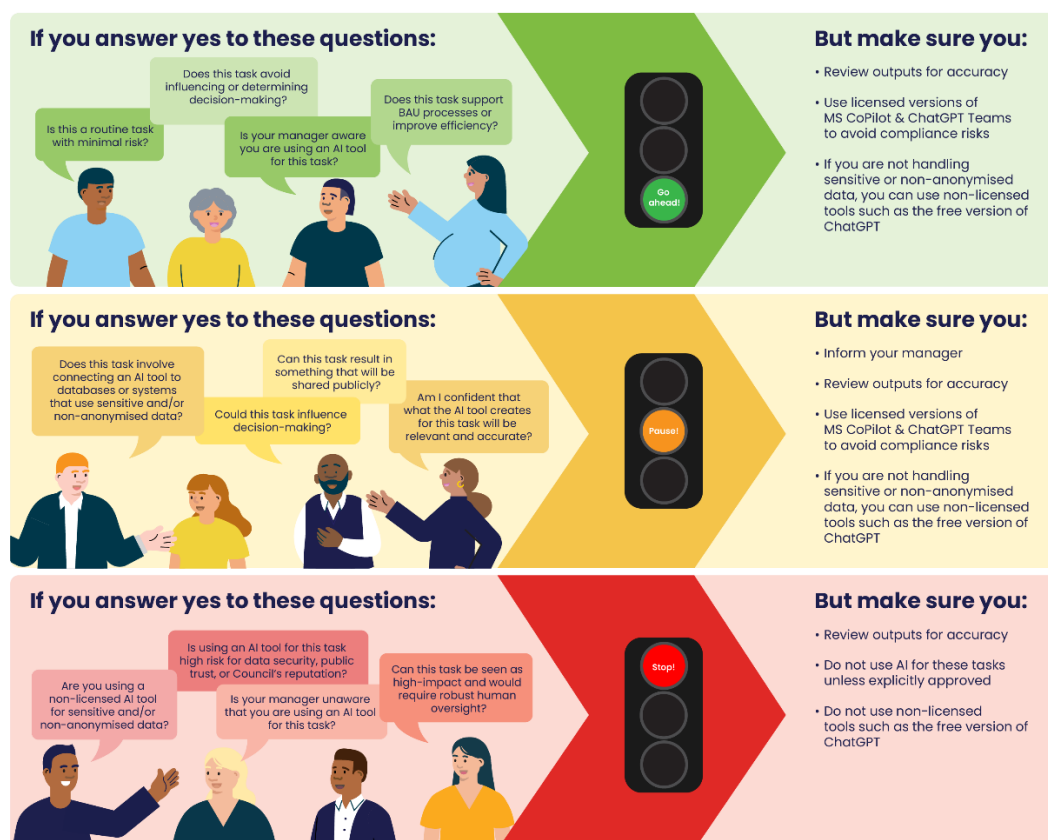 If you answer yes to these questions:
Does this task avoid
influencing or determining
decision-making?
Does this task support
BAU processes or
improve efficiency?
Is this a routine task
with minimal risk?
Is your manager aware
you are using an AI tool
for this task?
Go
ahead!
But make sure you:
• Review outputs for accuracy
• Use licensed versions of
MS CoPilot & ChatGPT Teams
to avoid compliance risks
• If you are not handling
sensitive or non-anonymised
data, you can use non-licensed
tools such as the free version of
ChatGPT
If you answer yes to these questions:
Does this task involve
connecting an AI tool to
databases or systems
that use sensitive and/or
non-anonymised data?
Can this task result in
something that will be
shared publicly?
Could this task influence
decision-making?
Am I confident that
what the AI tool creates
for this task will be
relevant and accurate?
Pause!
But make sure you:
• Inform your manager
• Review outputs for accuracy
• Use licensed versions of
MS CoPilot & ChatGPT Teams
to avoid compliance risks
• If you are not handling
sensitive or non-anonymised
data, you can use non-licensed
tools such as the free version of
ChatGPT
If you answer yes to these questions:
Is using an AI tool for this task
high risk for data security, public
trust, or Council's reputation?
Are you using a
non-licensed AI tool
for sensitive and/or
non-anonymised data?
Is your manager unaware
that you are using an AI tool
for this task?
Can this task be seen as
high-impact and would
require robust human
oversight?
Stop!
But make sure you:
• Review outputs for accuracy
• Do not use AI for these tasks
unless explicitly approved
• Do not use non-licensed
tools such as the free version of
ChatGPT